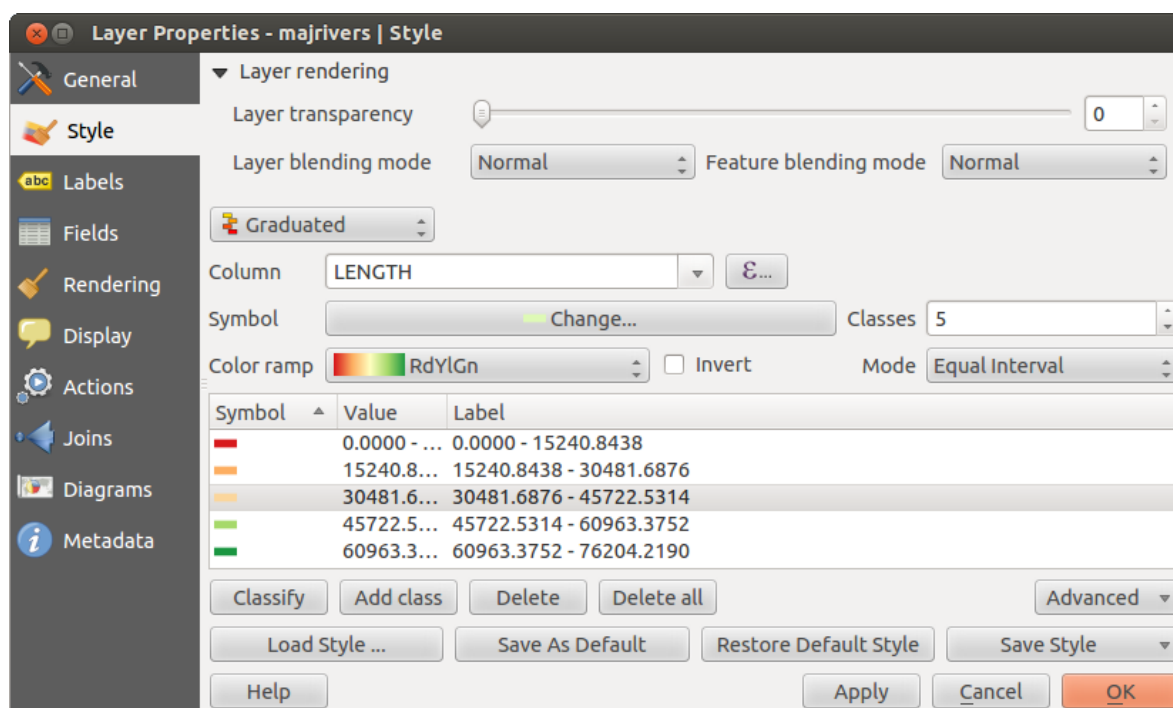 Layer Properties - majrivers | Style
General
Style
abc Labels
Fields
Rendering
Display
Actions
Joins
Diagrams
Metadata
Layer rendering
Layer transparency 0
Layer blending mode Normal Feature blending mode Normal
Graduated
Column LENGTH ε...
Symbol Change... Classes 5
Color ramp RdYlGn Invert Mode Equal Interval
Symbol Value Label
0.0000 - ... 0.0000 - 15240.8438
15240.8... 15240.8438 - 30481.6876
30481.6... 30481.6876 - 45722.5314
45722.5... 45722.5314 - 60963.3752
60963.3... 60963.3752 - 76204.2190
Classify Add class Delete Delete all Advanced
Load Style ... Save As Default Restore Default Style Save Style
Help Apply Cancel OK